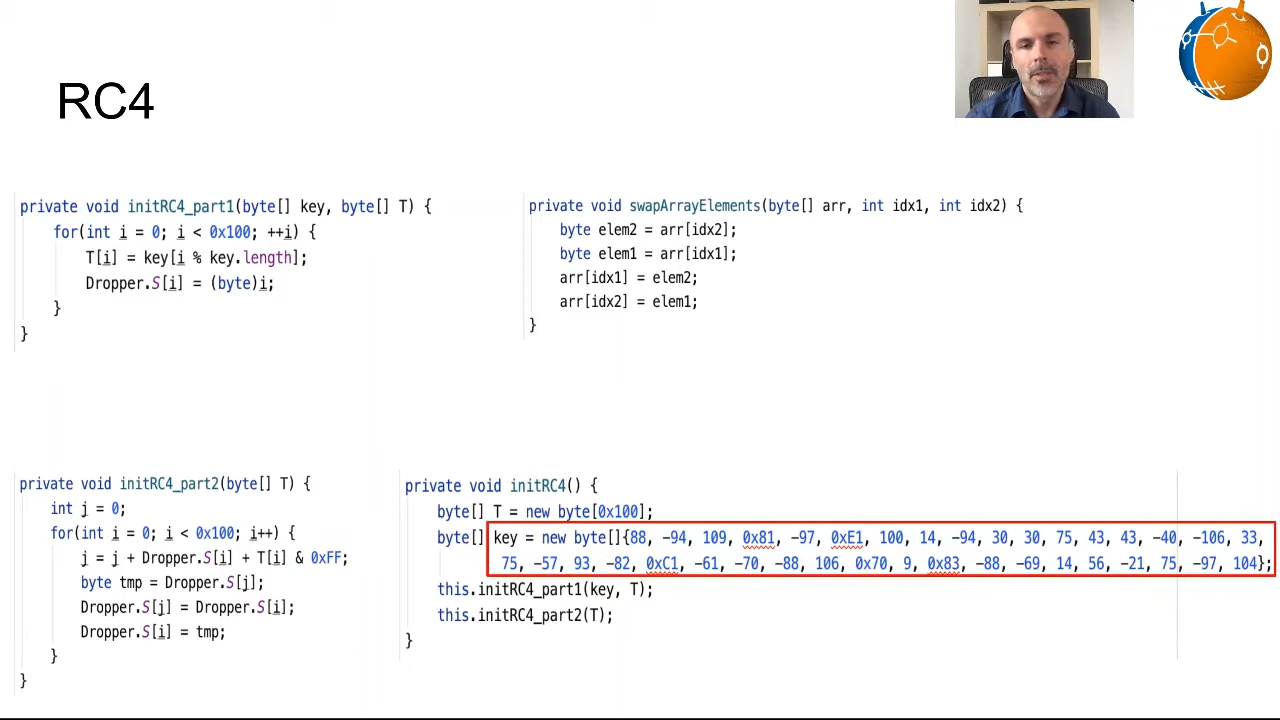 RC4
private void initRC4_part1(byte[] key, byte[] T) {
for(int i = 0; i < 0x100; ++i) {
T[i] = key[i % key.length];
Dropper.S[i] = (byte)i;
}
}
private void swapArrayElements(byte[] arr, int idx1, int idx2) {
byte elem2 = arr[idx2];
byte elem1 = arr[idx1];
arr[idx1] = elem2;
arr[idx2] = elem1;
}
private void initRC4_part2(byte[] T) {
int j = 0;
for(int i = 0; i < 0x100; i++) {
j = j + Dropper.S[i] + T[i] & 0xFF;
byte tmp = Dropper.S[j];
Dropper.S[j] = Dropper.S[i];
Dropper.S[i] = tmp;
}
}
private void initRC4() {
byte[] T = new byte[0x100];
byte[] key = new byte[]{88, -94, 109, 0x81, -97, 0xE1, 100, 14, -94, 30, 30, 75, 43, 43, -40, -106, 33,
75, -57, 93, -82, 0xC1, -61, -70, -88, 106, 0x70, 9, 0x83, -88, -69, 14, 56, -21, 75, -97, 104};
this.initRC4_part1(key, T);
this.initRC4_part2(T);
}